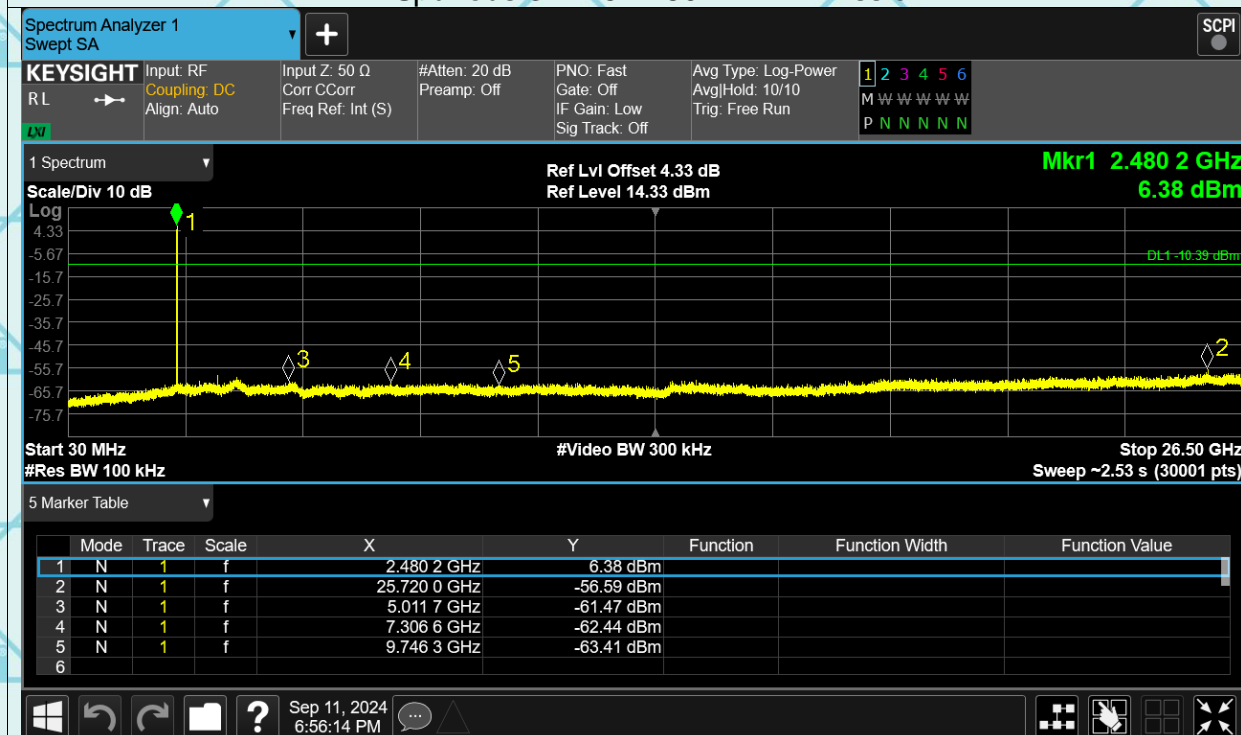 Spectrum Analyzer 1
Swept SA
+
SCPI
KEYSIGHT
RL
LXI
Input: RF
Coupling: DC
Align: Auto
Input Z: 50 Ω
Corr CCorr
Freq Ref: Int (S)
#Atten: 20 dB
Preamp: Off
PNO: Fast
Gate: Off
IF Gain: Low
Sig Track: Off
Avg Type: Log-Power
Avg|Hold: 10/10
Trig: Free Run
1 2 3 4 5 6
M W W W W W W
P N N N N N N
1 Spectrum
Scale/Div 10 dB
Ref Lvl Offset 4.33 dB
Ref Level 14.33 dBm
Mkr1 2.480 2 GHz
6.38 dBm
Log
4.33
-5.67
-15.7
-25.7
-35.7
-45.7
-55.7
-65.7
-75.7
1
DL1 -10.39 dBm
3
4
5
2
Start 30 MHz
#Res BW 100 kHz
#Video BW 300 kHz
Stop 26.50 GHz
Sweep ~2.53 s (30001 pts)
5 Marker Table
Mode Trace Scale X Y Function Function Width Function Value
1 N 1 f 2.480 2 GHz 6.38 dBm
2 N 1 f 25.720 0 GHz -56.59 dBm
3 N 1 f 5.011 7 GHz -61.47 dBm
4 N 1 f 7.306 6 GHz -62.44 dBm
5 N 1 f 9.746 3 GHz -63.41 dBm
6
?
Sep 11, 2024
6:56:14 PM